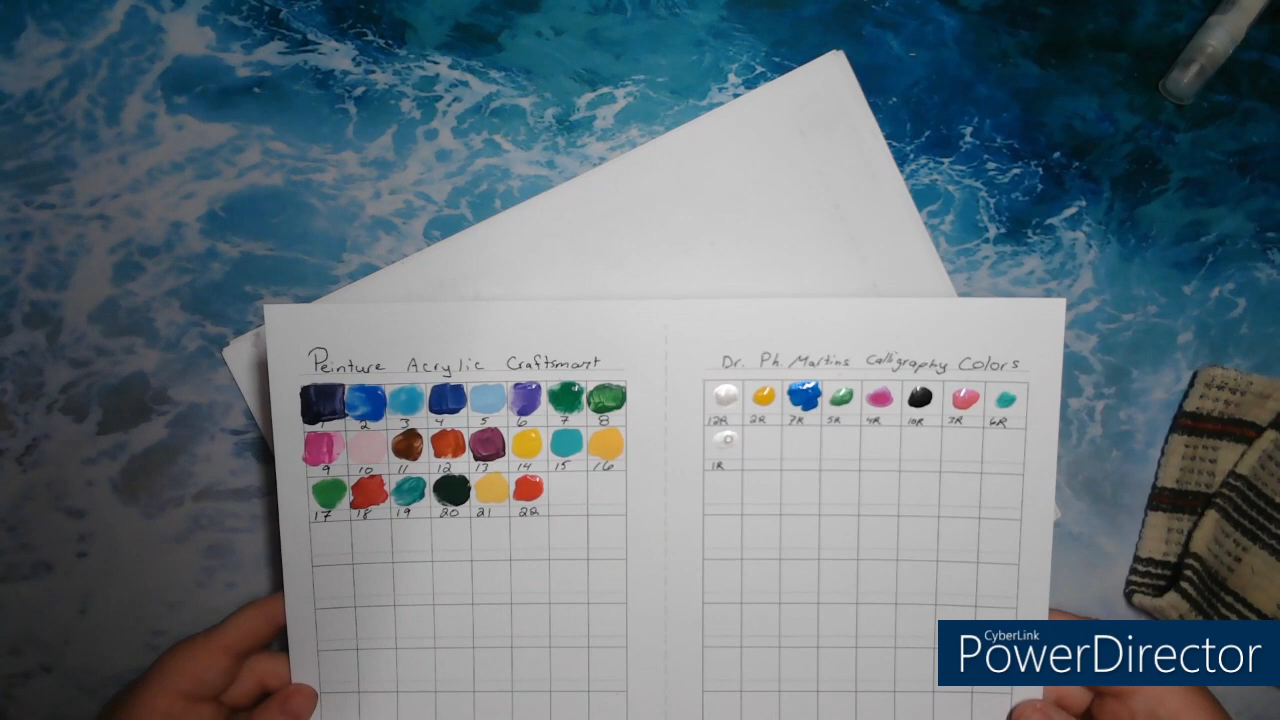 Peinture Acrylic Craftsmart
1 2 3 4 5 6 7 8
9 10 11 12 13 14 15 16
17 18 19 20 21 22
Dr. Ph. Martins Calligraphy Colors
12R 2R 7R 5R 4R 10R 3R 6R
1R
CyberLink
PowerDirector